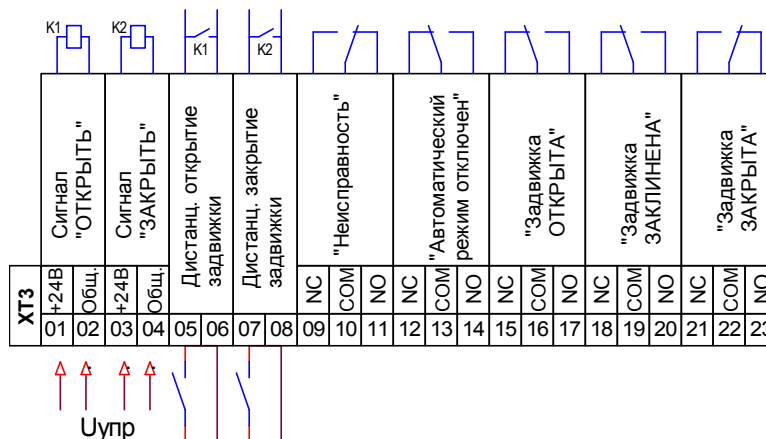 K1
K2
K1
K2
Сигнал
"ОТКРЫТЬ"
Сигнал
"ЗАКРЫТЬ"
Дистанц. открытие
задвижки
Дистанц. закрытие
задвижки
"Неисправность"
"Автоматический
режим отключен"
"Задвижка
ОТКРЫТА"
"Задвижка
ЗАКЛИНЕНА"
"Задвижка
ЗАКРЫТА"
XT3
+24В Общ. +24В Общ. NC COM NO NC COM NO NC COM NO NC COM NO NC COM NO
01 02 03 04 05 06 07 08 09 10 11 12 13 14 15 16 17 18 19 20 21 22 23
Uупр